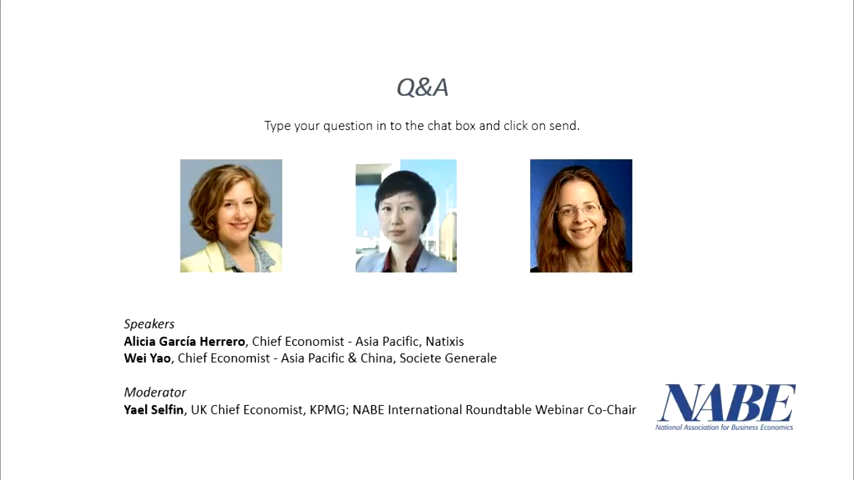 Q&A
Type your question in to the chat box and click on send.
Speakers
Alicia García Herrero, Chief Economist - Asia Pacific, Natixis
Wei Yao, Chief Economist - Asia Pacific & China, Societe Generale
Moderator
Yael Selfin, UK Chief Economist, KPMG; NABE International Roundtable Webinar Co-Chair
NABE
National Association for Business Economics